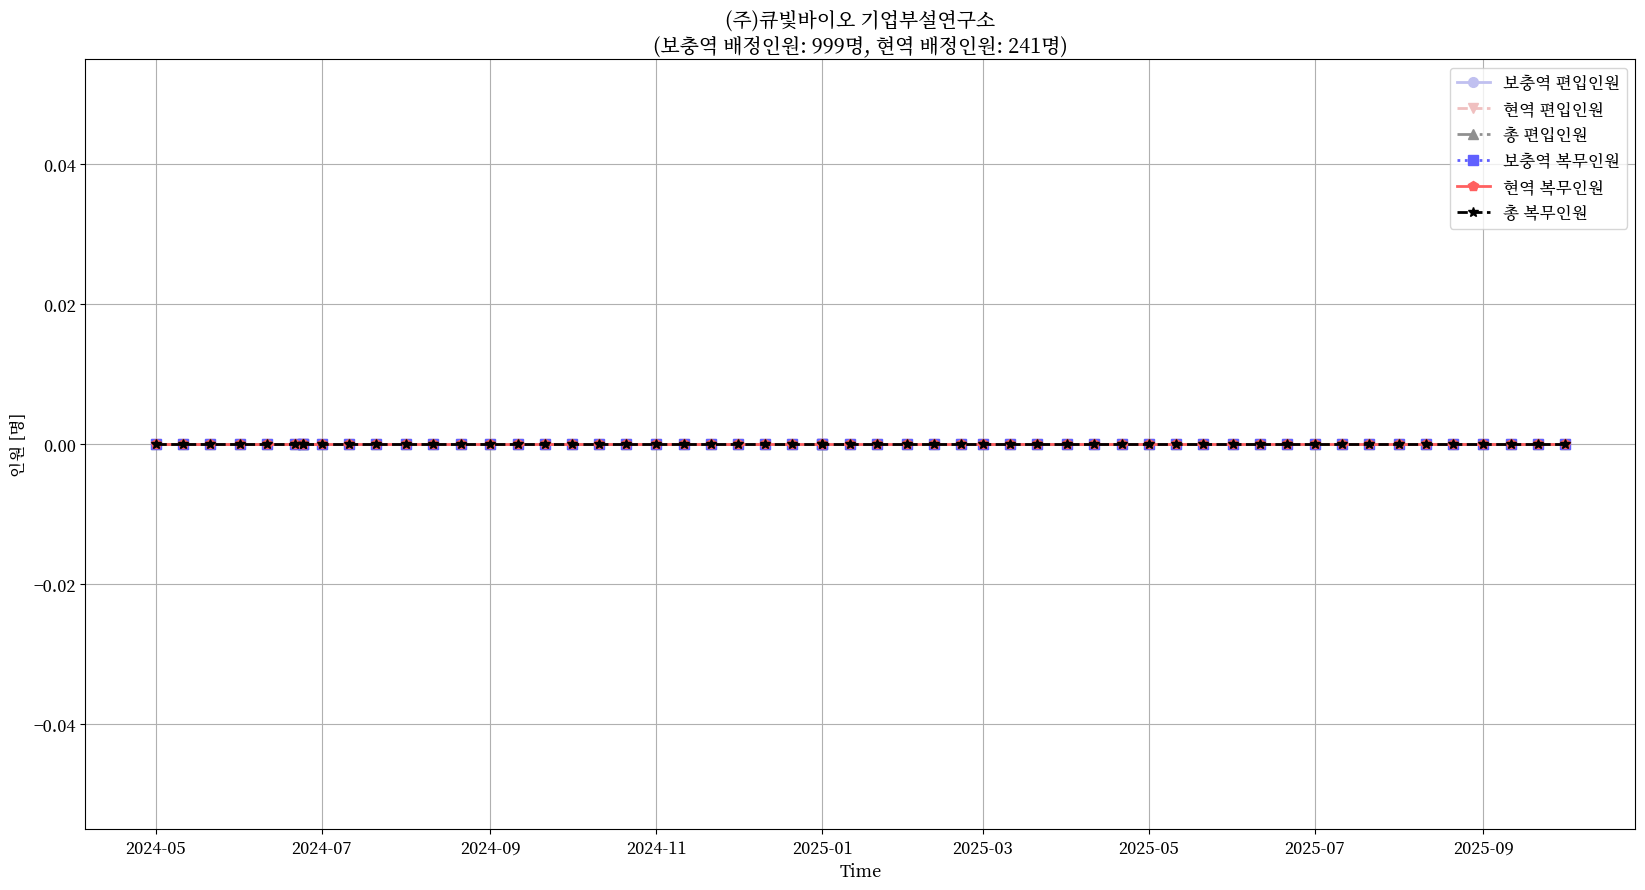 (주)큐빛바이오 기업부설연구소
(보충역 배정인원: 999명, 현역 배정인원: 241명)
보충역 편입인원
현역 편입인원
총 편입인원
보충역 복무인원
현역 복무인원
총 복무인원
인원 [명]
0.04
0.02
0.00
−0.02
−0.04
2024-05
2024-07
2024-09
2024-11
2025-01
2025-03
2025-05
2025-07
2025-09
Time